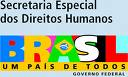 Secretaria Especial
dos Direitos Humanos
BRASIL
UM PAÍS DE TODOS
GOVERNO FEDERAL